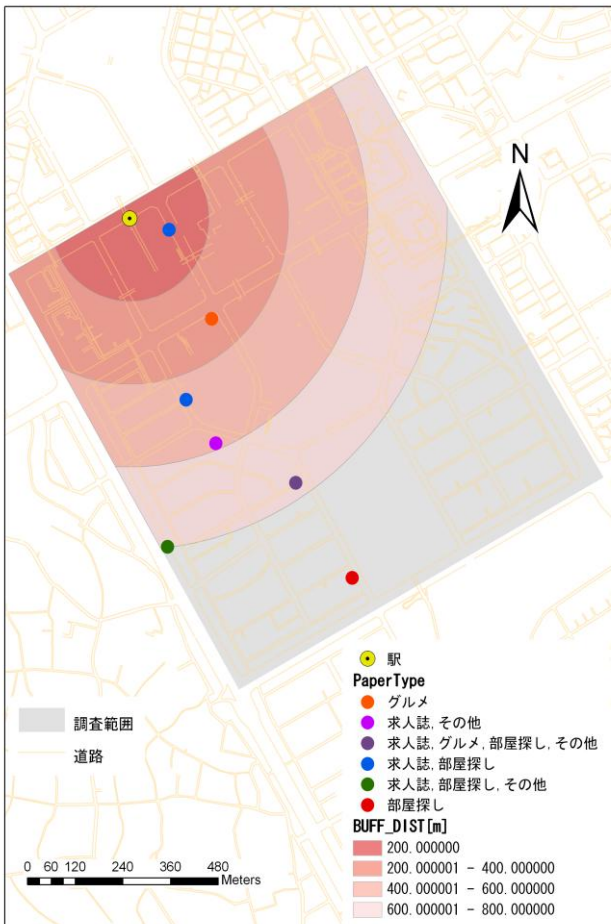 N
駅
PaperType
グルメ
求人誌, その他
求人誌, グルメ, 部屋探し, その他
求人誌, 部屋探し
求人誌, 部屋探し, その他
部屋探し
BUFF_DIST[m]
200.000000
200.000001 - 400.000000
400.000001 - 600.000000
600.000001 - 800.000000
調査範囲
道路
0 60 120 240 360 480
Meters